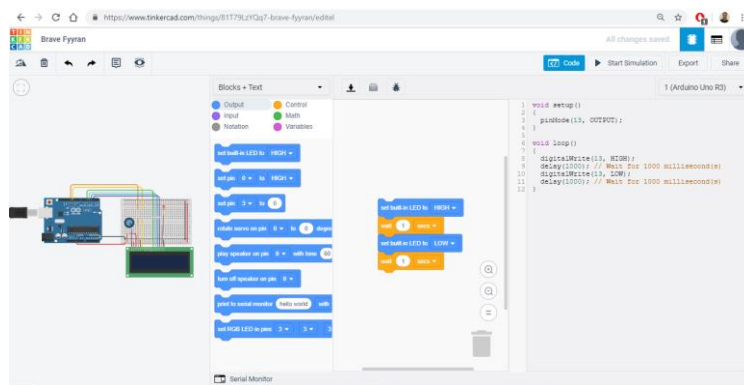 https://www.tinkercad.com/things/81T79LzYQq7-brave-fyyran/editel
TIN
KER
CAD
Brave Fyyran
All changes saved
Code
Start Simulation
Export
Share
Blocks + Text
1 (Arduino Uno R3)
Output
Control
Input
Math
Notation
Variables
set built-in LED to HIGH
set pin 0 to HIGH
set pin 3 to 0
rotate servo on pin 0 to 0 degre
play speaker on pin 0 with tone 60
turn off speaker on pin 0
print to serial monitor hello world with
set RGB LED in pins 3 3 3
set built-in LED to HIGH
wait 1 secs
set built-in LED to LOW
wait 1 secs
1 void setup()
2 {
3 pinMode(13, OUTPUT);
4 }
5
6 void loop()
7 {
8 digitalWrite(13, HIGH);
9 delay(1000); // Wait for 1000 millisecond(s)
10 digitalWrite(13, LOW);
11 delay(1000); // Wait for 1000 millisecond(s)
12 }
Serial Monitor